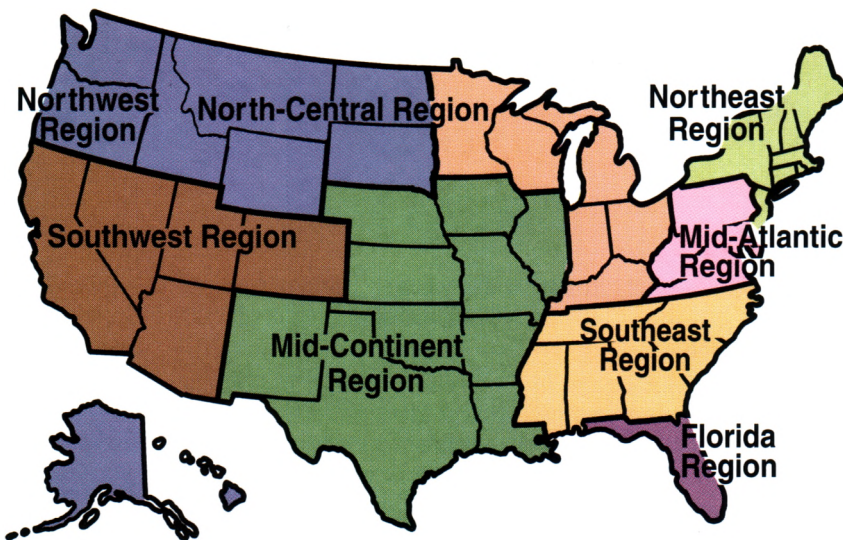 Northwest
Region
North-Central Region
Northeast
Region
Southwest Region
Mid-Atlantic
Region
Mid-Continent
Region
Southeast
Region
Florida
Region